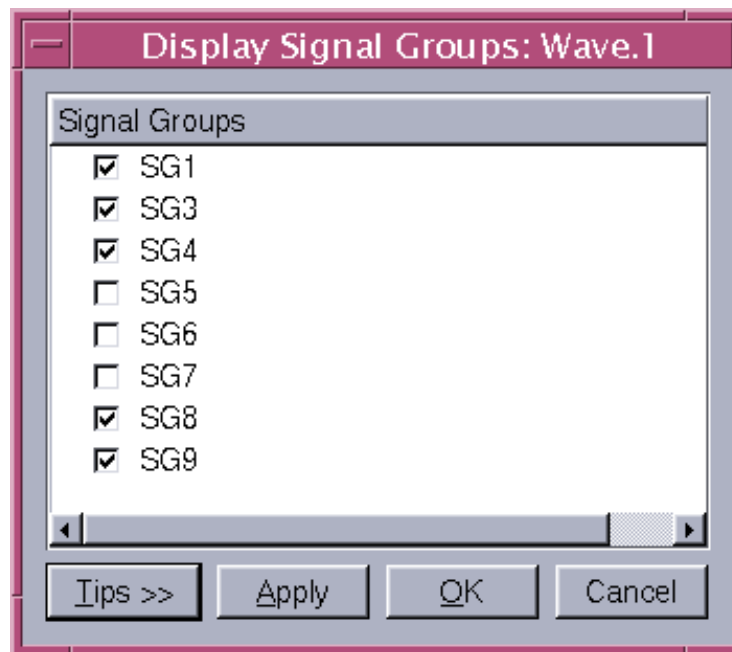 Display Signal Groups: Wave.1
Signal Groups
SG1
SG3
SG4
SG5
SG6
SG7
SG8
SG9
Tips >> Apply OK Cancel